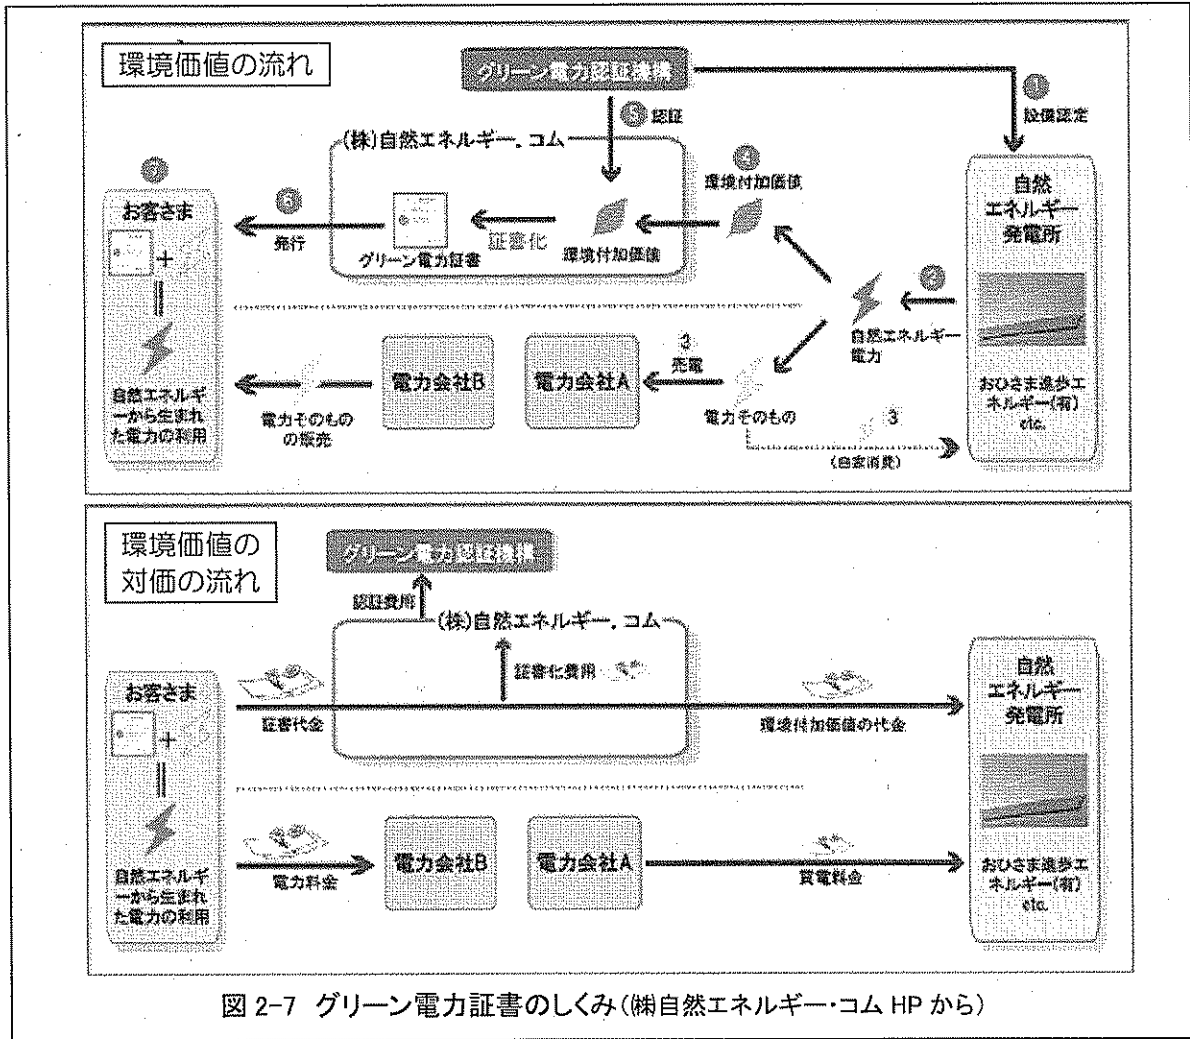 環境価値の流れ
グリーン電力認証機構
1
設備認定
5 認証
(株)自然エネルギー．コム
4
環境付加価値
7
お客さま
+
6
発行
グリーン電力証書
証書化
環境付加価値
自然
エネルギー
発電所
2
自然エネルギー
電力
3
売電
電力会社B
電力会社A
電力そのもの
の販売
電力そのもの
3
(自家消費)
自然エネルギ
ーから生まれ
た電力の利用
おひさま進歩エ
ネルギー(有)
etc.
環境価値の
対価の流れ
グリーン電力認証機構
認証費用
(株)自然エネルギー．コム
証書化費用
お客さま
+
証書代金
環境付加価値の代金
自然
エネルギー
発電所
電力会社B
電力会社A
電力料金
買電料金
自然エネルギ
ーから生まれ
た電力の利用
おひさま進歩エ
ネルギー(有)
etc.
図 2-7 グリーン電力証書のしくみ(㈱自然エネルギー・コム HP から)